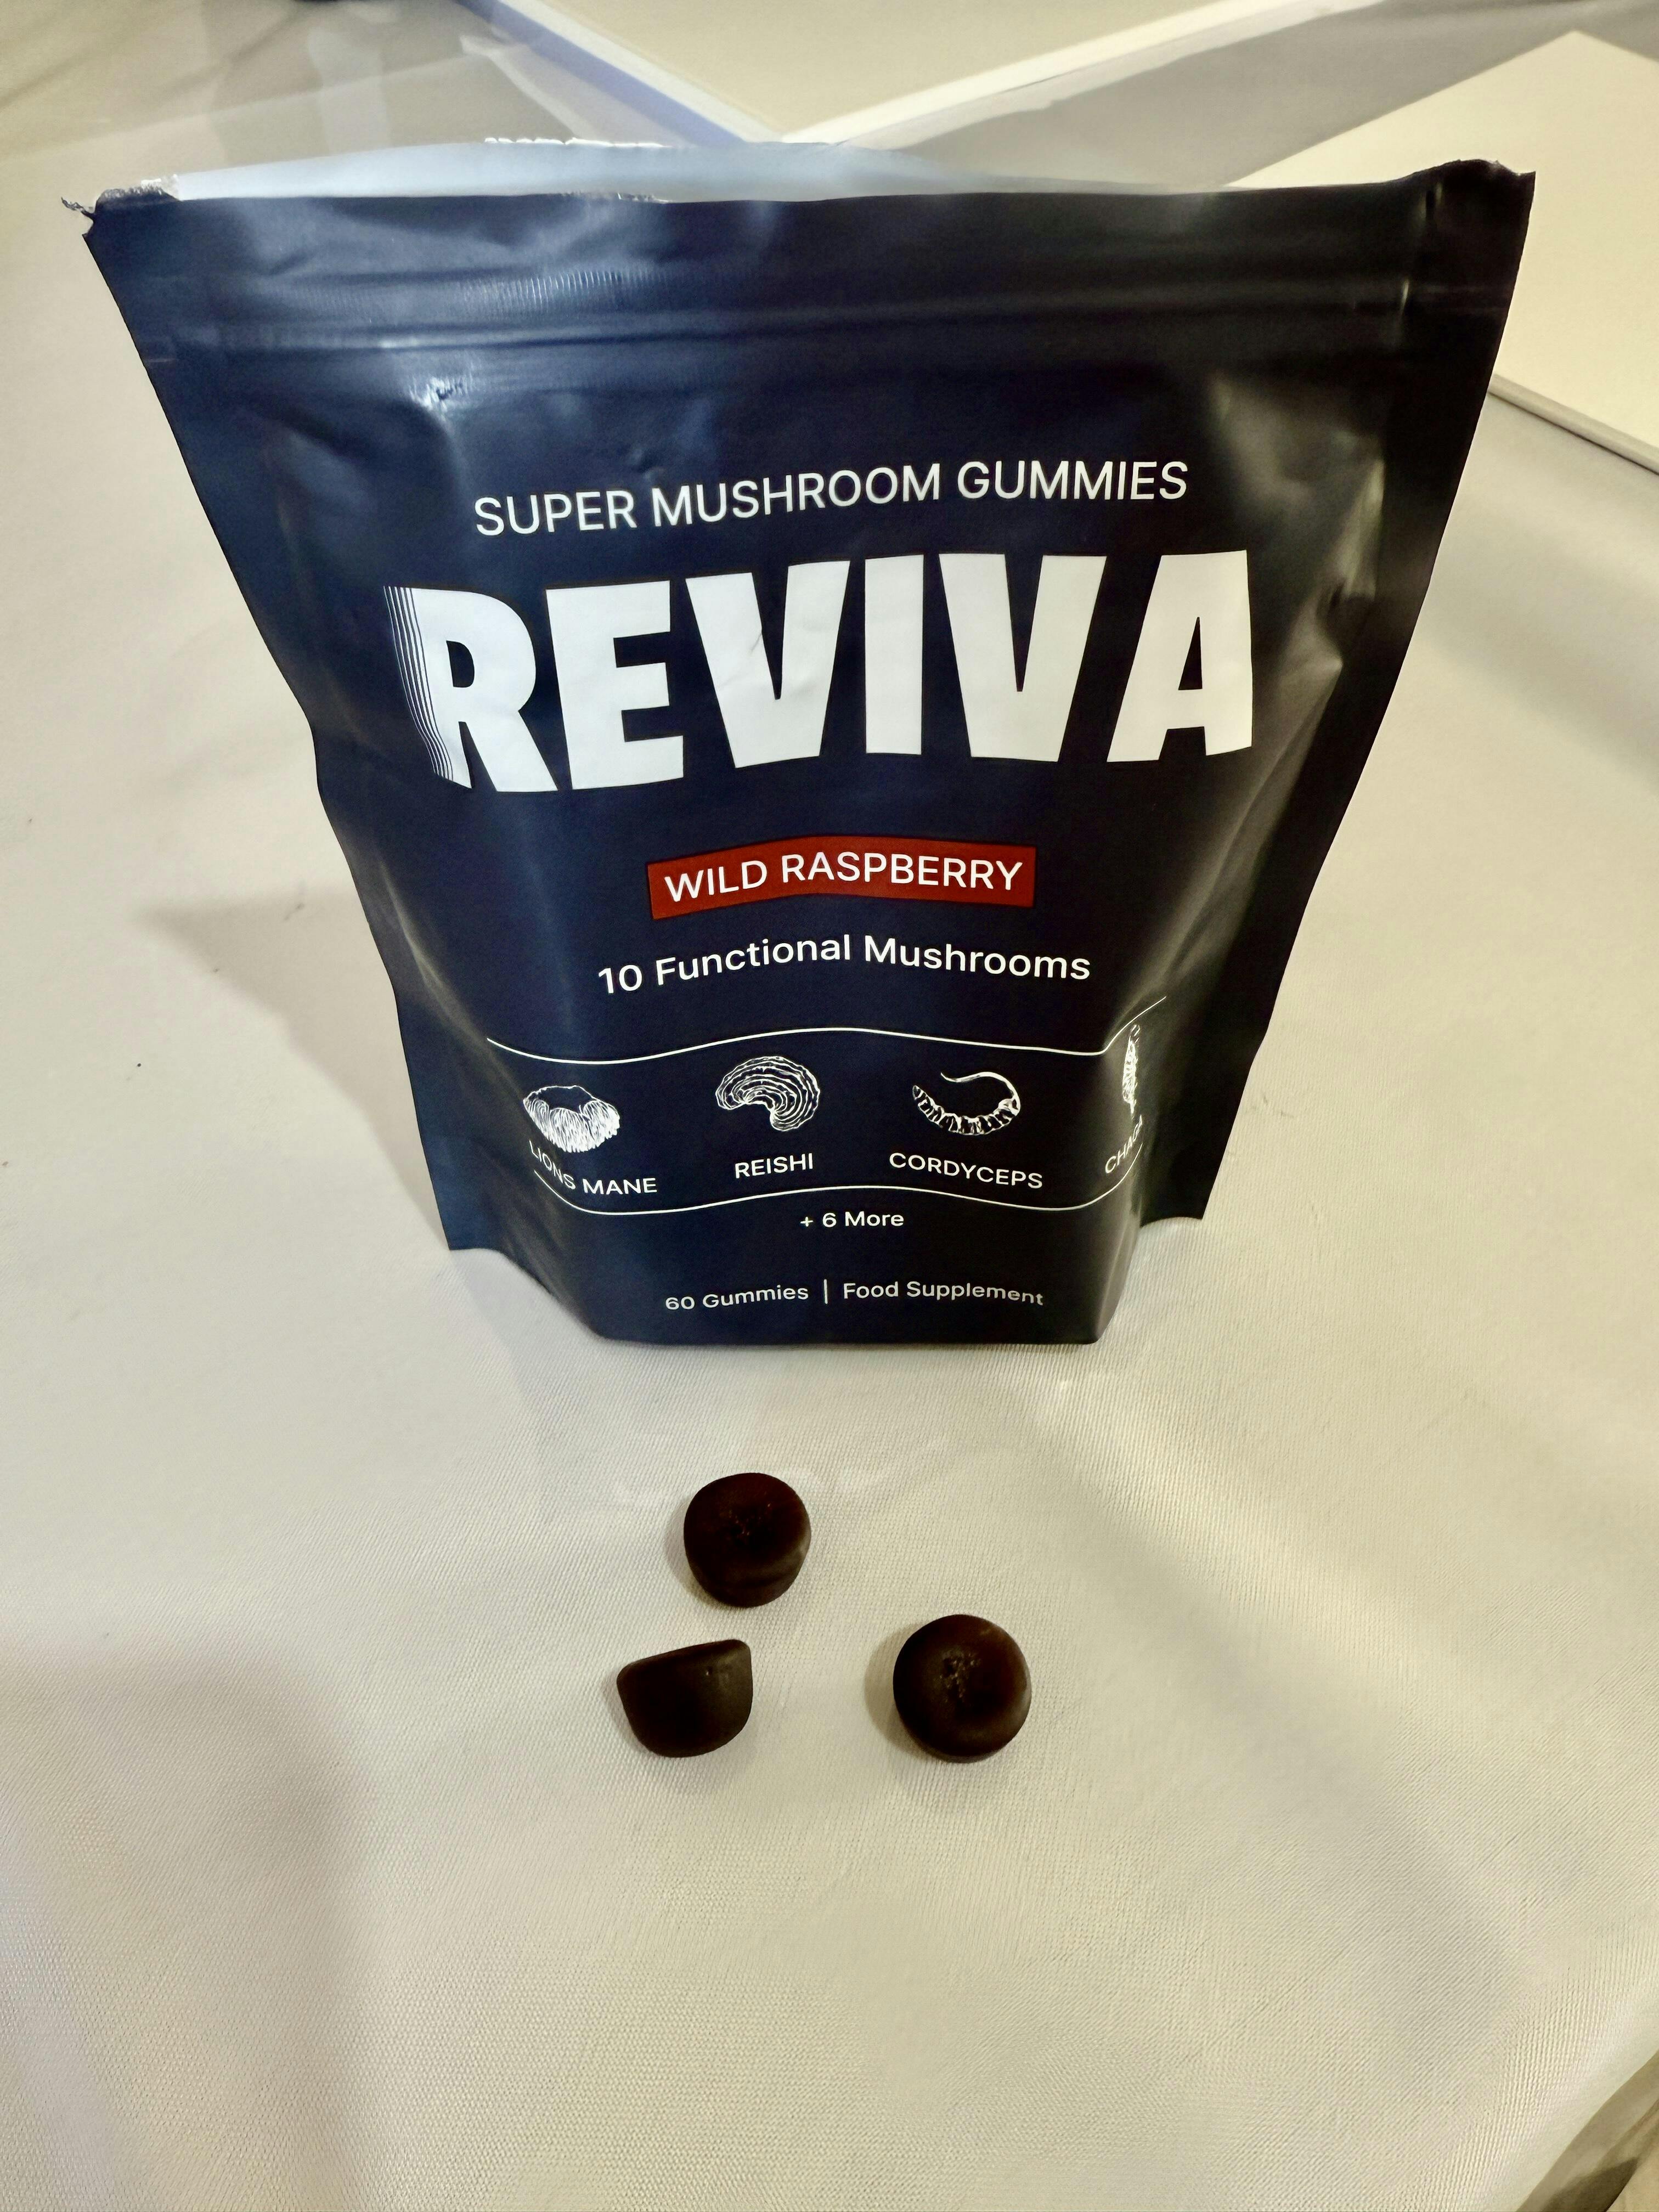 SUPER MUSHROOM GUMMIES
REVIVA
WILD RASPBERRY
10 Functional Mushrooms
LIONS MANE
REISHI
CORDYCEPS
CHAGA
+ 6 More
60 Gummies | Food Supplement